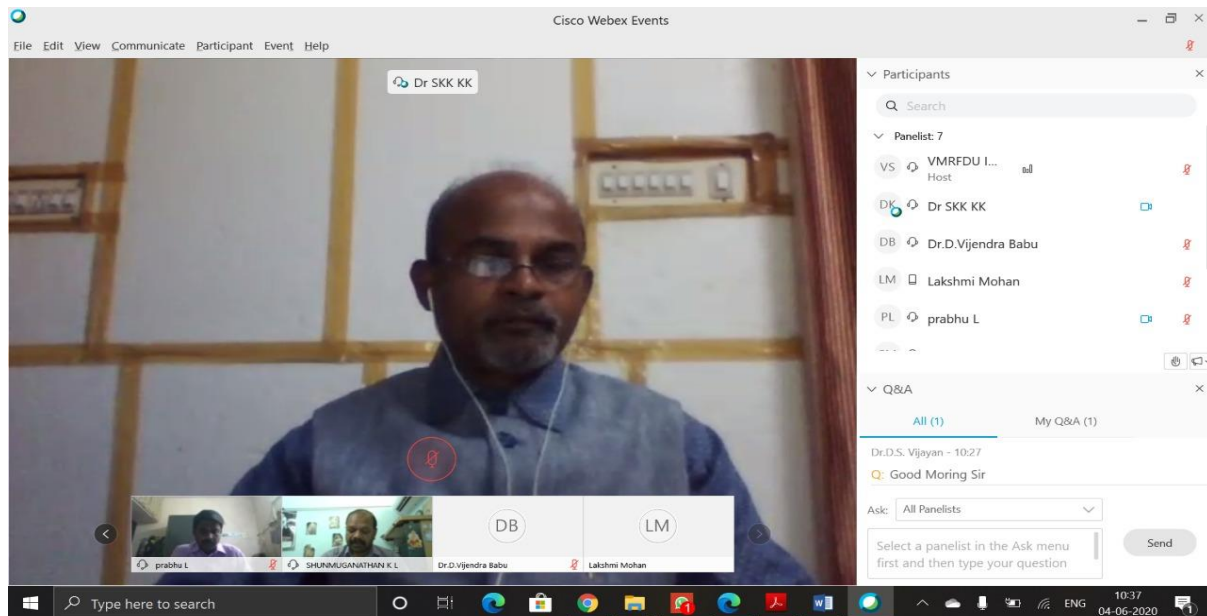 Cisco Webex Events
File Edit View Communicate Participant Event Help
Dr SKK KK
Participants
Search
Panelist: 7
VS VMRFDU I...
Host
DK Dr SKK KK
DB Dr.D.Vijendra Babu
LM Lakshmi Mohan
PL prabhu L
Q&A
All (1) My Q&A (1)
Dr.D.S. Vijayan - 10:27
Q: Good Moring Sir
Ask: All Panelists
Select a panelist in the Ask menu
first and then type your question
Send
DB LM
prabhu L SHUNMUGANATHAN K L Dr.D.Vijendra Babu Lakshmi Mohan
Type here to search
ENG
10:37
04-06-2020